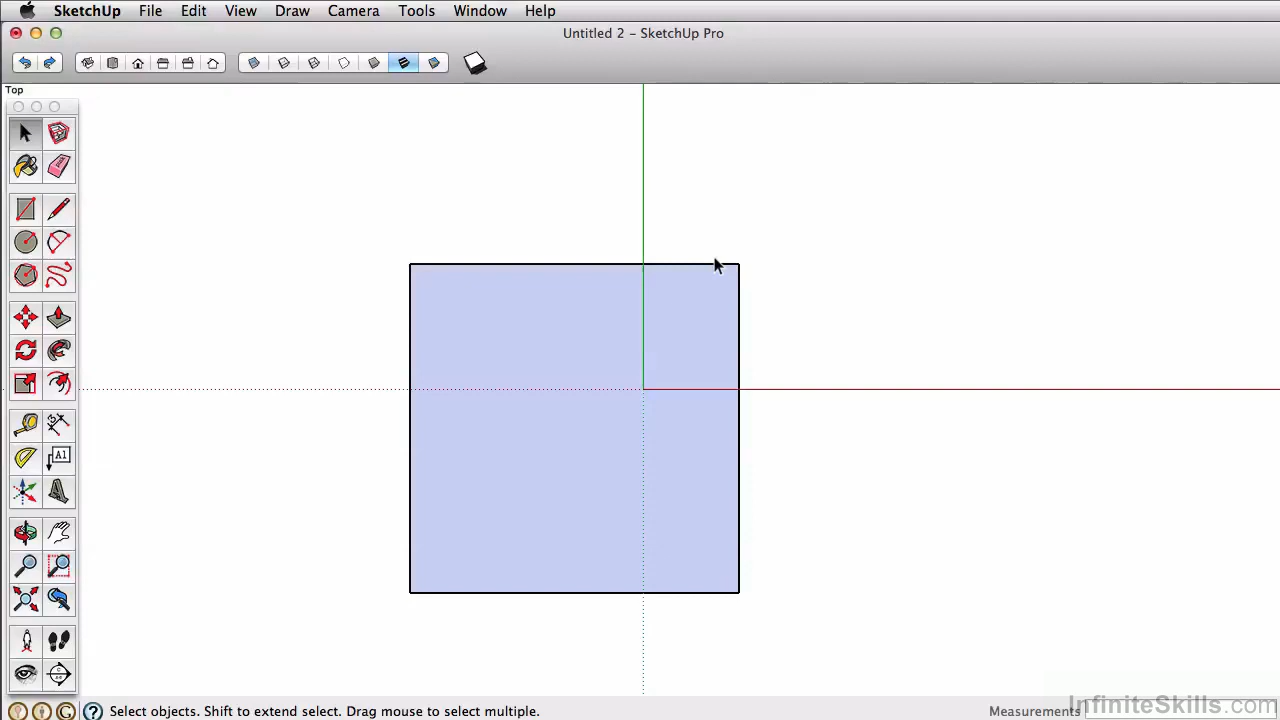 SketchUp File Edit View Draw Camera Tools Window Help
Untitled 2 – SketchUp Pro
Top
A1
Select objects. Shift to extend select. Drag mouse to select multiple.
Measurements
InfiniteSkills.com